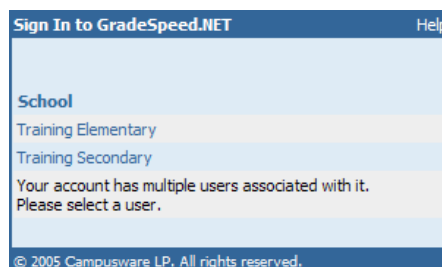 Sign In to GradeSpeed.NET Help
School
Training Elementary
Training Secondary
Your account has multiple users associated with it.
Please select a user.
© 2005 Campusware LP. All rights reserved.